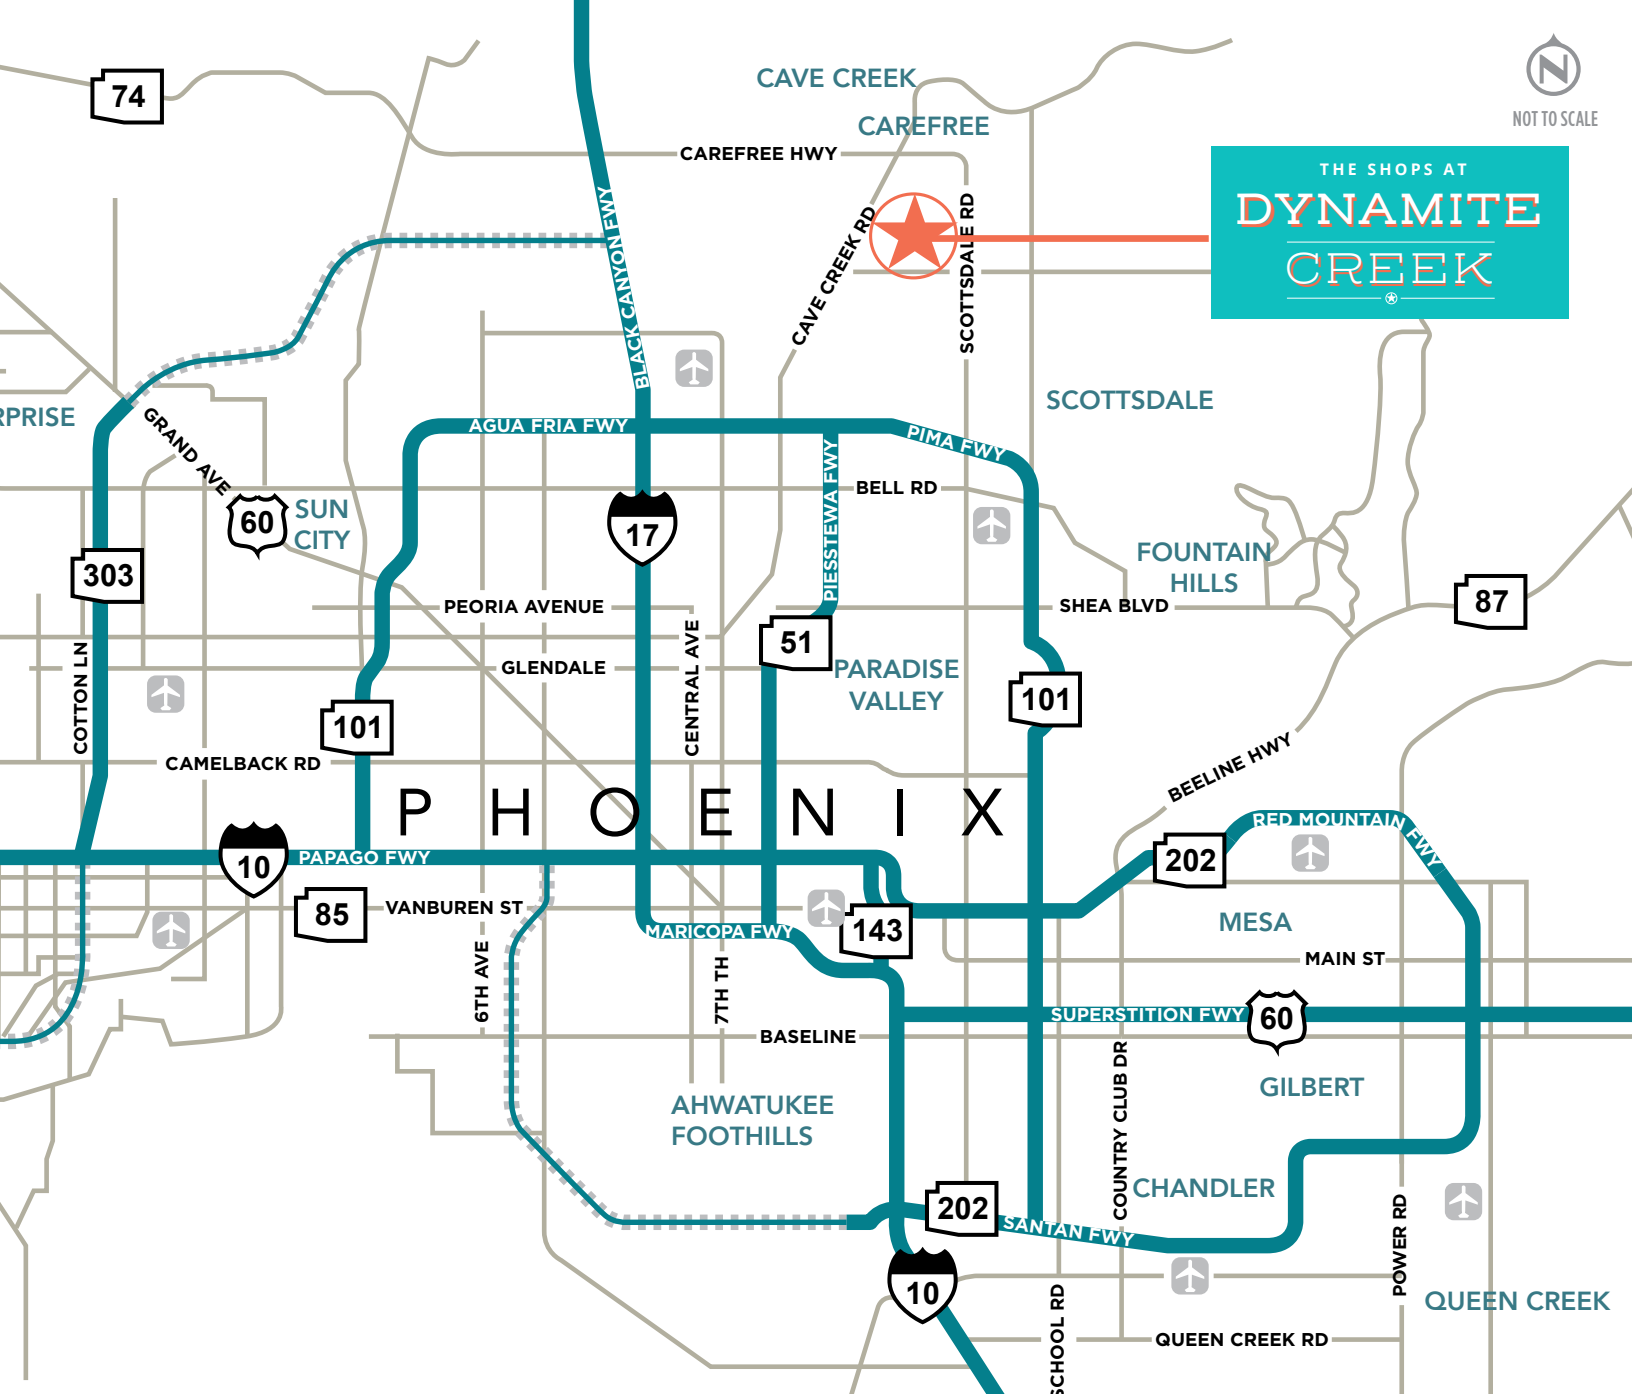 CAVE CREEK
N
74
NOT TO SCALE
CAREFREE
CAREFREE HWY
THE SHOPS AT
DYNAMITE
CREEK
BLACK CANYON FWY
CAVE CREEK RD
SCOTTSDALE RD
RPRISE
GRAND AVE
SCOTTSDALE
AGUA FRIA FWY
PIMA FWY
PIESSTEWA FWY
BELL RD
60
SUN
CITY
17
303
FOUNTAIN
HILLS
87
PEORIA AVENUE
SHEA BLVD
51
COTTON LN
GLENDALE
CENTRAL AVE
PARADISE
VALLEY
101
101
CAMELBACK RD
BEELINE HWY
PHOENIX
RED MOUNTAIN FWY
10
PAPAGO FWY
202
85
VANBUREN ST
MARICOPA FWY
143
MESA
6TH AVE
7TH TH
MAIN ST
SUPERSTITION FWY
60
BASELINE
COUNTRY CLUB DR
GILBERT
AHWATUKEE
FOOTHILLS
CHANDLER
202
SANTAN FWY
POWER RD
10
SCHOOL RD
QUEEN CREEK
QUEEN CREEK RD